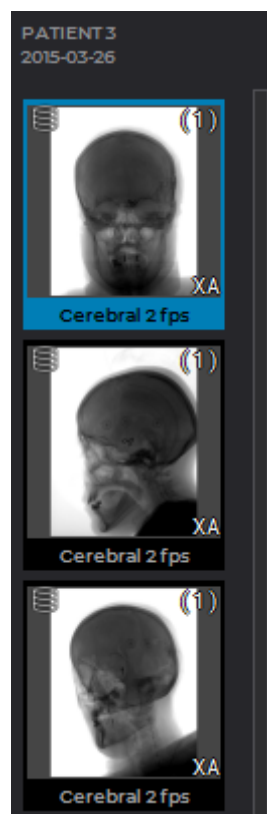 PATIENT 3
2015-03-26
(1)
XA
Cerebral 2 fps
(1)
XA
Cerebral 2 fps
(1)
XA
Cerebral 2 fps